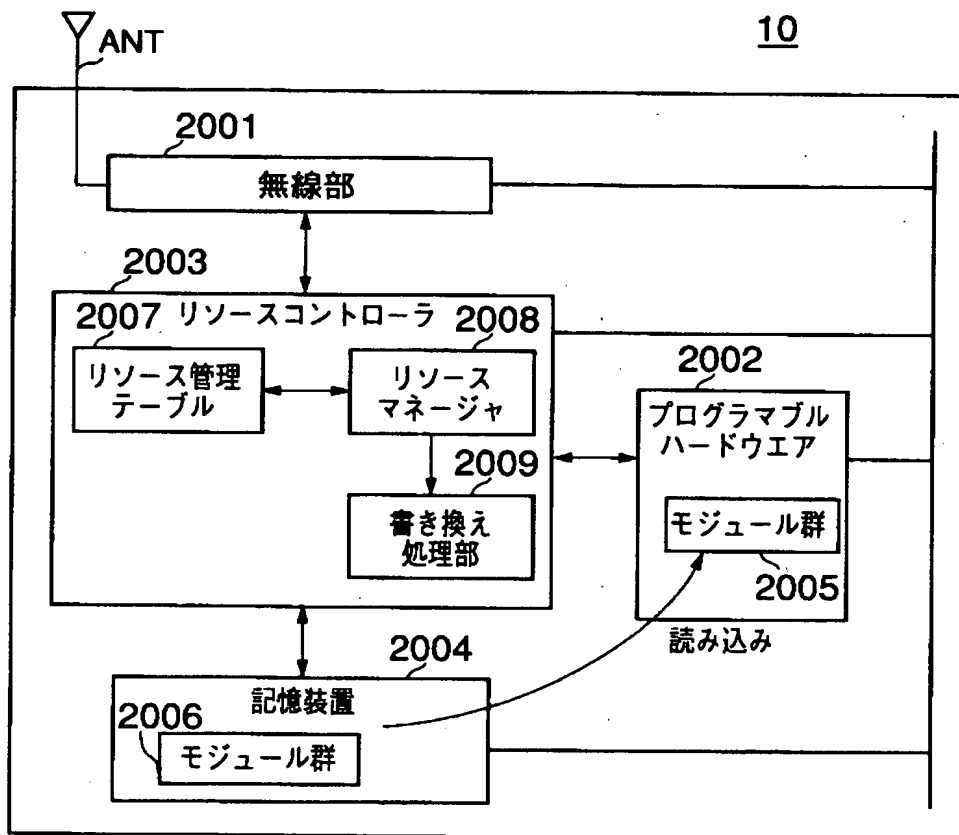 ANT
10
2001
無線部
2003
リソースコントローラ
2007
リソース管理
テーブル
2008
リソース
マネージャ
2009
書き換え
処理部
2002
プログラマブル
ハードウエア
モジュール群
2005
読み込み
2004
記憶装置
2006
モジュール群